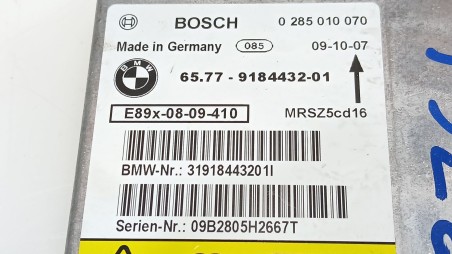 BOSCH 0 285 010 070
Made in Germany 085 09-10-07
BMW
65.77 - 9184432-01
E89x-08-09-410 MRSZ5cd16
BMW-Nr.: 31918443201I
Serien-Nr.: 09B2805H2667T